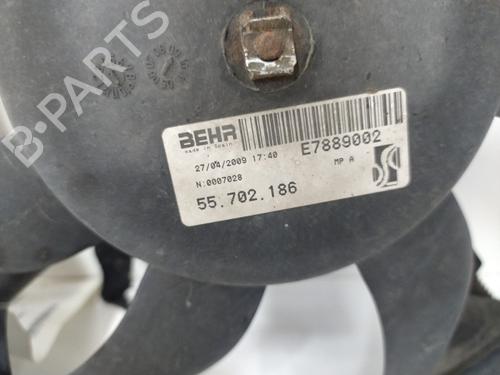 BEHR
made in Spain
E7889002
27/04/2009 17:40
MP A
N:0007028
55.702.186
B-PARTS